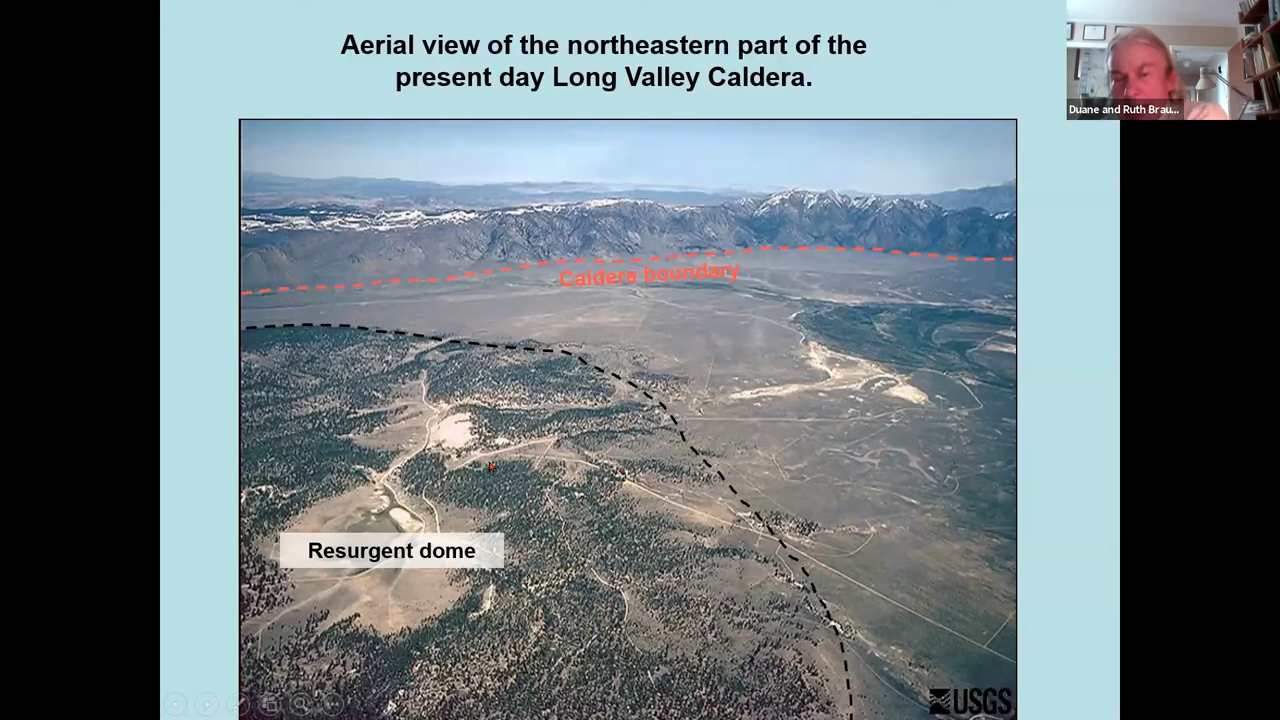 Aerial view of the northeastern part of the
present day Long Valley Caldera.
Duane and Ruth Brau...
Caldera boundary
Resurgent dome
USGS